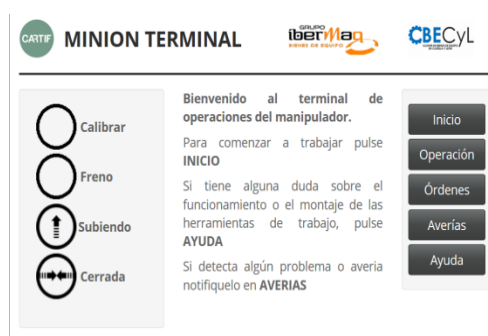 CARTIF
MINION TERMINAL
GRUPO
iberMaq
BIENES DE EQUIPO
CBECyL
Calibrar
Freno
Subiendo
Cerrada
Bienvenido al terminal de
operaciones del manipulador.
Para comenzar a trabajar pulse
INICIO
Si tiene alguna duda sobre el
funcionamiento o el montaje de las
herramientas de trabajo, pulse
AYUDA
Si detecta algún problema o averia
notifiquelo en AVERIAS
Inicio
Operación
Órdenes
Averías
Ayuda